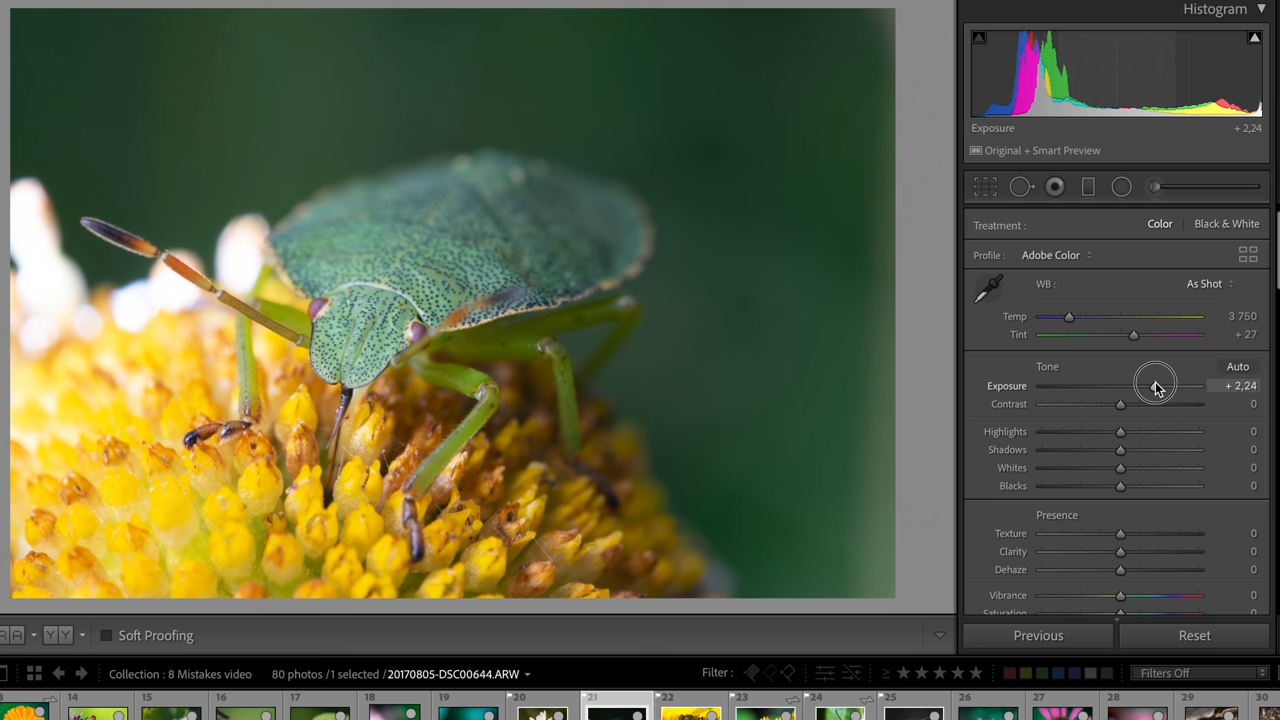 Histogram
Exposure + 2,24
Original + Smart Preview
Treatment : Color Black & White
Profile : Adobe Color
WB : As Shot
Temp 3 750
Tint + 27
Tone Auto
Exposure + 2,24
Contrast 0
Highlights 0
Shadows 0
Whites 0
Blacks 0
Presence
Texture 0
Clarity 0
Dehaze 0
Vibrance 0
Saturation
Previous Reset
R A Y Y Soft Proofing
Collection : 8 Mistakes video 80 photos / 1 selected / 20170805-DSC00644.ARW Filter : ≥ Filters Off
14 15 16 17 18 19 20 21 22 23 24 25 26 27 28 29 30